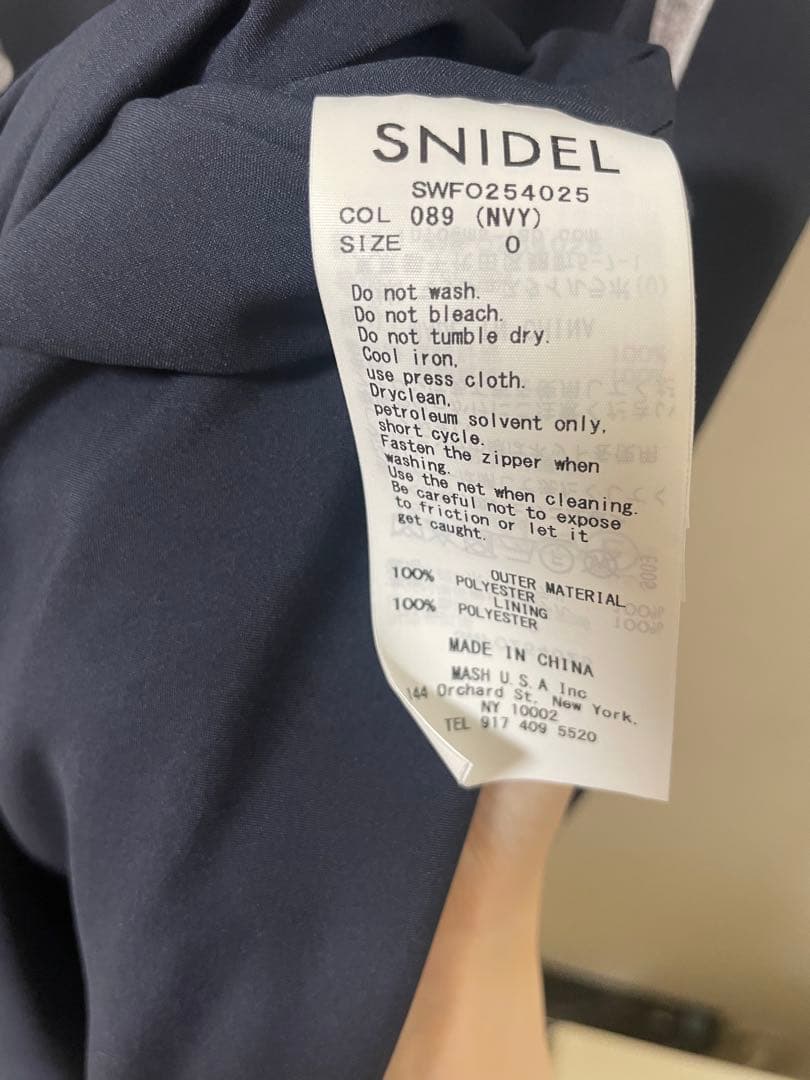 SNIDEL
SWFO254025
COL 089 (NVY)
SIZE 0
Do not wash.
Do not bleach.
Do not tumble dry.
Cool iron,
use press cloth.
Dryclean,
petroleum solvent only,
short cycle.
Fasten the zipper when
washing.
Use the net when cleaning.
Be careful not to expose
to friction or let it
get caught.
OUTER MATERIAL
100% POLYESTER
LINING
100% POLYESTER
MADE IN CHINA
MASH U.S.A Inc
144 Orchard St, New York.
NY 10002
TEL 917 409 5520